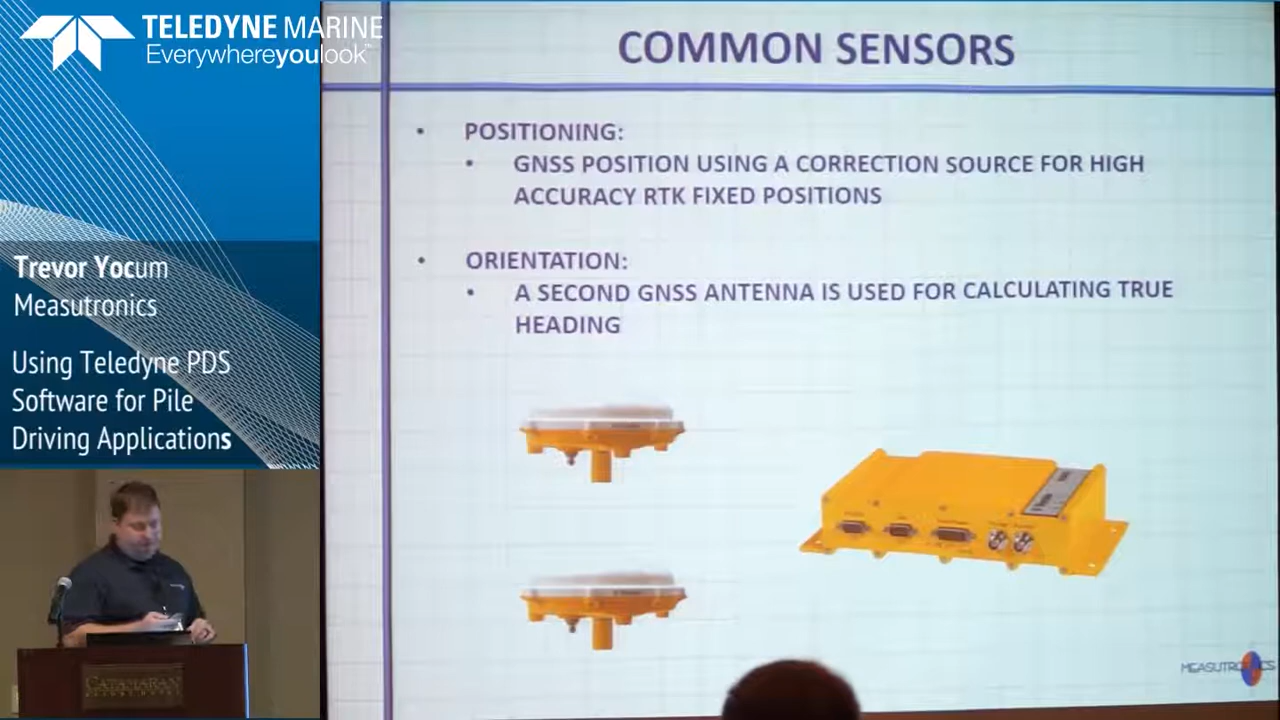 TELEDYNE MARINE
Everywhereyoulook™
Trevor Yocum
Measutronics
Using Teledyne PDS
Software for Pile
Driving Applications
CATAMARAN
COMMON SENSORS
• POSITIONING:
• GNSS POSITION USING A CORRECTION SOURCE FOR HIGH
ACCURACY RTK FIXED POSITIONS
• ORIENTATION:
• A SECOND GNSS ANTENNA IS USED FOR CALCULATING TRUE
HEADING
MEASUTRONICS